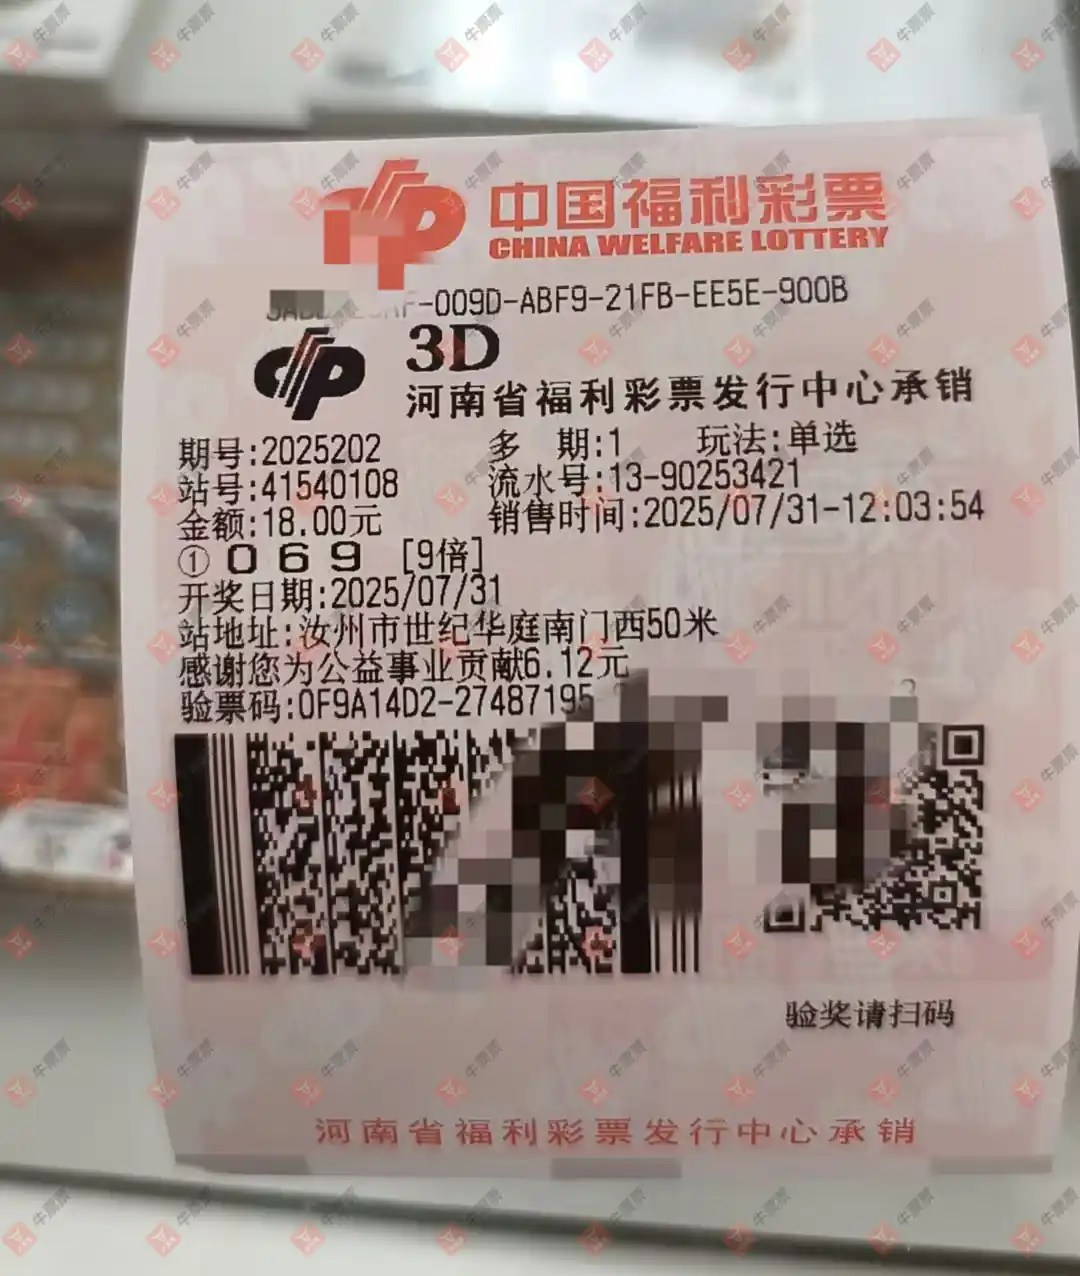 中国福利彩票
CHINA WELFARE LOTTERY
-009D-ABF9-21FB-EE5E-900B
3D
河南省福利彩票发行中心承销
期号:2025202 多 期:1 玩法:单选
站号:41540108 流水号:13-90253421
金额:18.00元 销售时间:2025/07/31-12:03:54
① 0 6 9 [9倍]
开奖日期:2025/07/31
站地址:汝州市世纪华庭南门西50米
感谢您为公益事业贡献6.12元
验票码:0F9A14D2-27487195
验奖请扫码
河南省福利彩票发行中心承销
牛票票